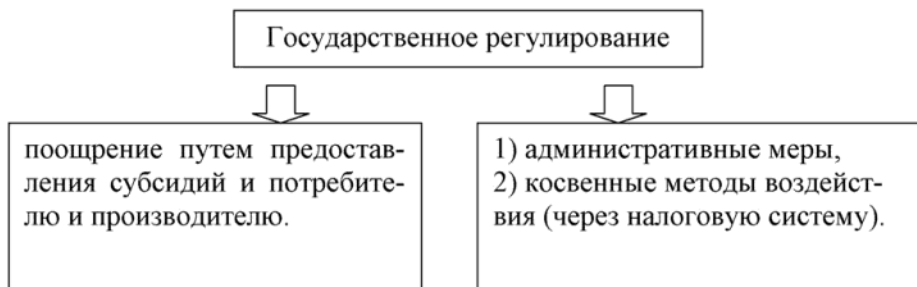 Государственное регулирование
поощрение путем предостав-
ления субсидий и потребите-
лю и производителю.
1) административные меры,
2) косвенные методы воздейст-
вия (через налоговую систему).